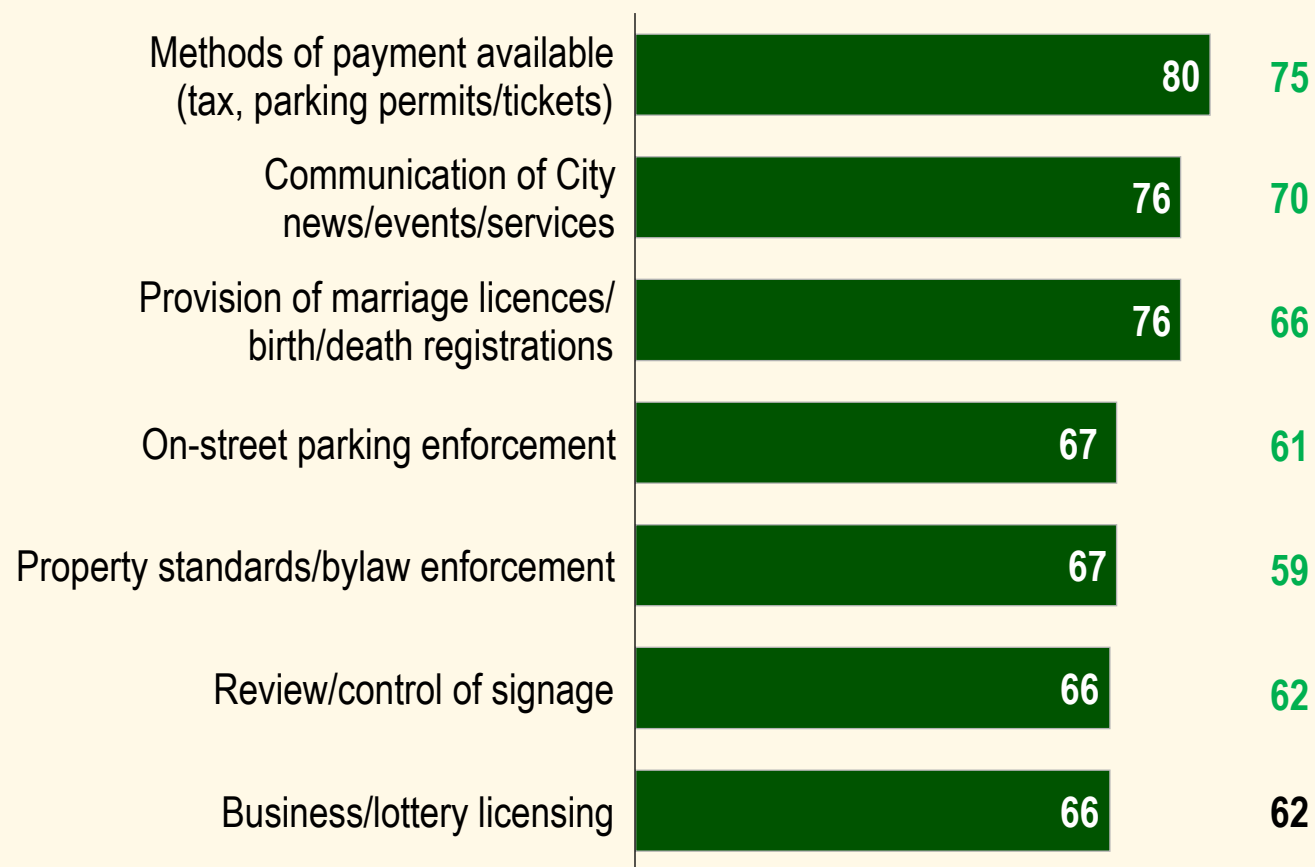 Methods of payment available
(tax, parking permits/tickets)
80 75
Communication of City
news/events/services
76 70
Provision of marriage licences/
birth/death registrations
76 66
On-street parking enforcement 67 61
Property standards/bylaw enforcement 67 59
Review/control of signage 66 62
Business/lottery licensing 66 62